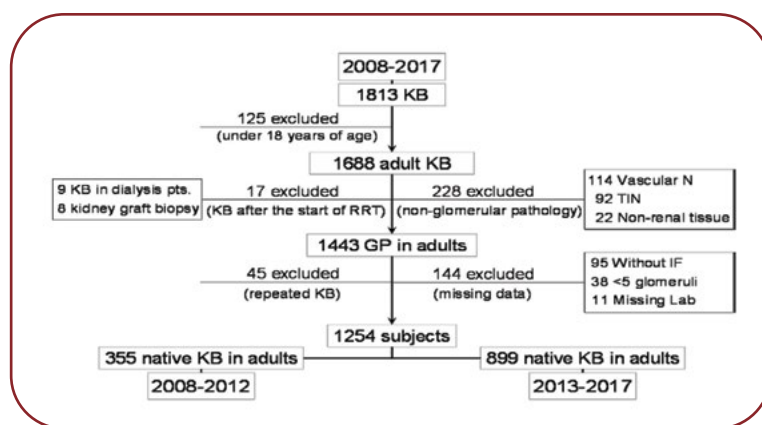 2008-2017
1813 KB
125 excluded
(under 18 years of age)
1688 adult KB
9 KB in dialysis pts.
8 kidney graft biopsy
17 excluded
(KB after the start of RRT)
228 excluded
(non-glomerular pathology)
114 Vascular N
92 TIN
22 Non-renal tissue
1443 GP in adults
45 excluded
(repeated KB)
144 excluded
(missing data)
95 Without IF
38 <5 glomeruli
11 Missing Lab
1254 subjects
355 native KB in adults
899 native KB in adults
2008-2012
2013-2017